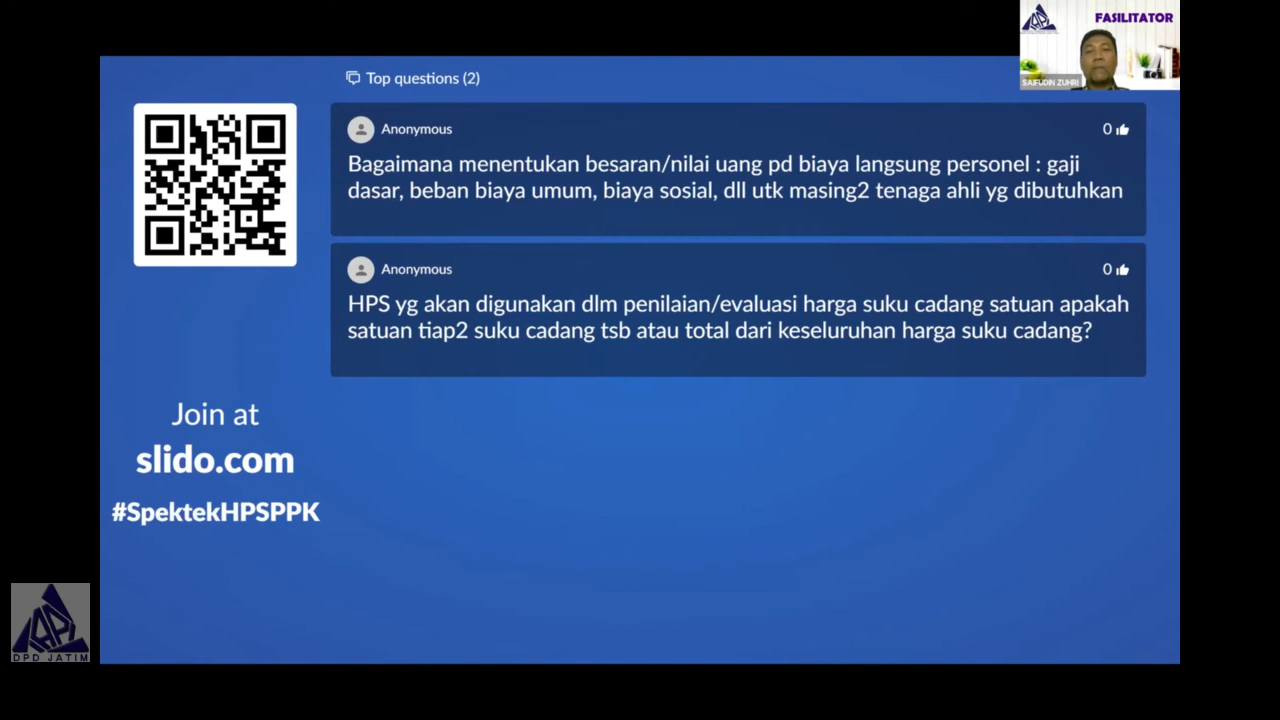 FASILITATOR
SAIFUDIN ZUHRI
Top questions (2)
Anonymous
0
Bagaimana menentukan besaran/nilai uang pd biaya langsung personel : gaji
dasar, beban biaya umum, biaya sosial, dll utk masing2 tenaga ahli yg dibutuhkan
Anonymous
0
HPS yg akan digunakan dlm penilaian/evaluasi harga suku cadang satuan apakah
satuan tiap2 suku cadang tsb atau total dari keseluruhan harga suku cadang?
Join at
slido.com
#SpektekHPSPPK
DPD JATIM